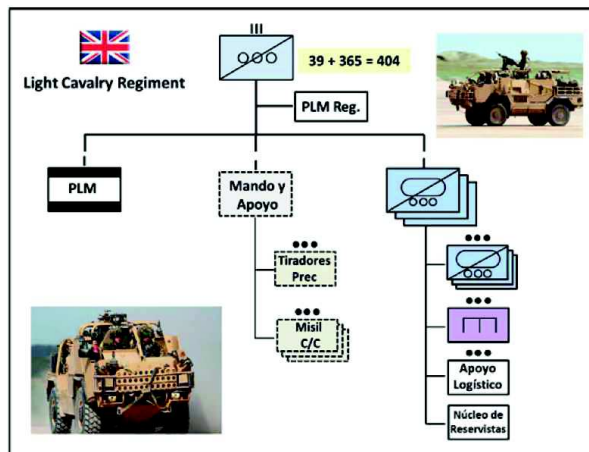 III
Light Cavalry Regiment
39 + 365 = 404
PLM Reg.
PLM
Mando y
Apoyo
Tiradores
Prec
Misil
C/C
Apoyo
Logístico
Núcleo de
Reservistas